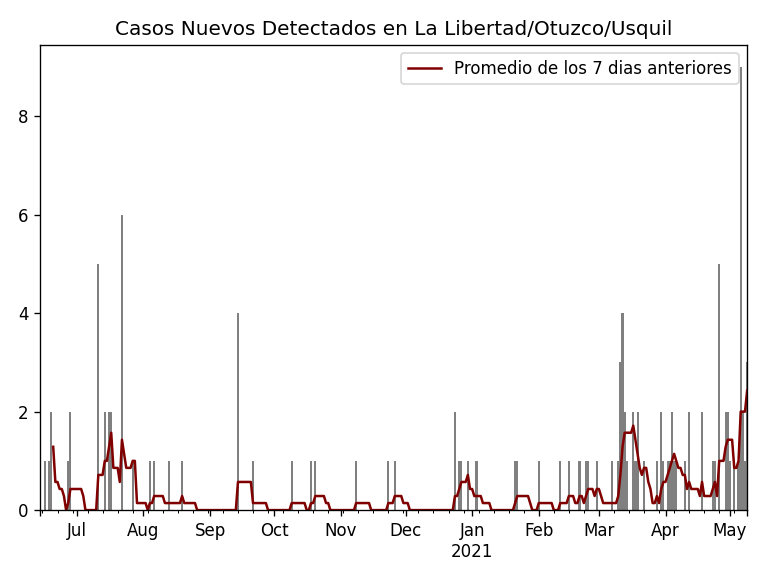 Casos Nuevos Detectados en La Libertad/Otuzco/Usquil
Promedio de los 7 dias anteriores
8
6
4
2
0
Jul Aug Sep Oct Nov Dec Jan Feb Mar Apr May
2021